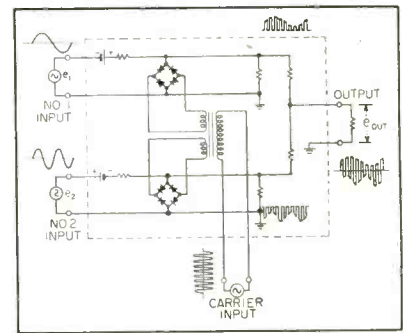 e1
NO. 1
INPUT
OUTPUT
eOUT
e2
NO.2
INPUT
CARRIER
INPUT